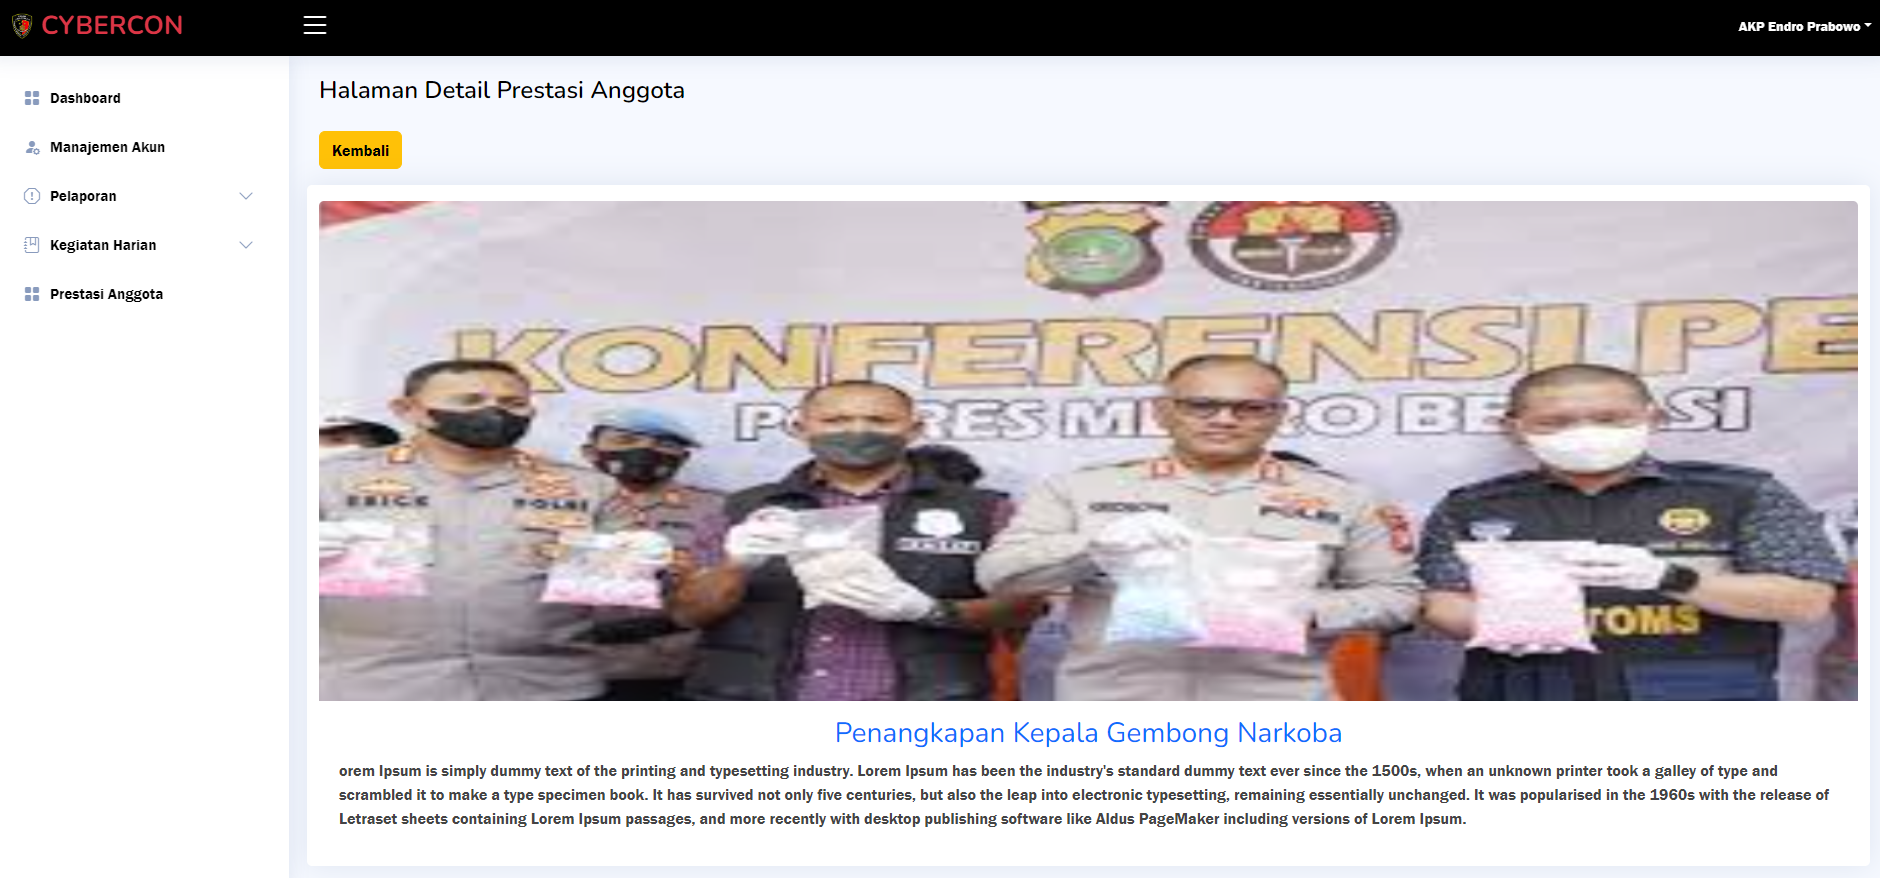 CYBERCON
AKP Endro Prabowo
Dashboard
Manajemen Akun
Pelaporan
Kegiatan Harian
Prestasi Anggota
Halaman Detail Prestasi Anggota
Kembali
KONFERENSI PE
ERICK
POLRI
POLRI
TOMS
Penangkapan Kepala Gembong Narkoba
orem Ipsum is simply dummy text of the printing and typesetting industry. Lorem Ipsum has been the industry's standard dummy text ever since the 1500s, when an unknown printer took a galley of type and
scrambled it to make a type specimen book. It has survived not only five centuries, but also the leap into electronic typesetting, remaining essentially unchanged. It was popularised in the 1960s with the release of
Letraset sheets containing Lorem Ipsum passages, and more recently with desktop publishing software like Aldus PageMaker including versions of Lorem Ipsum.